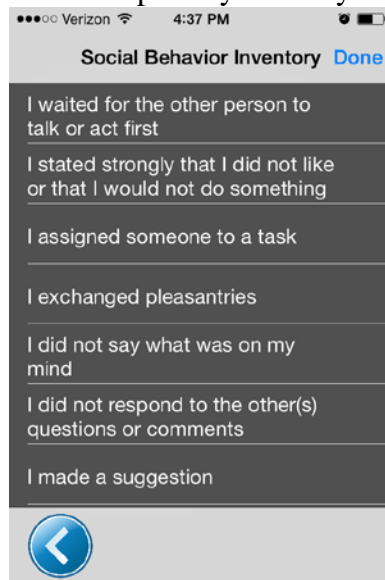 Verizon 4:37 PM
Social Behavior Inventory Done
I waited for the other person to
talk or act first
I stated strongly that I did not like
or that I would not do something
I assigned someone to a task
I exchanged pleasantries
I did not say what was on my
mind
I did not respond to the other(s)
questions or comments
I made a suggestion